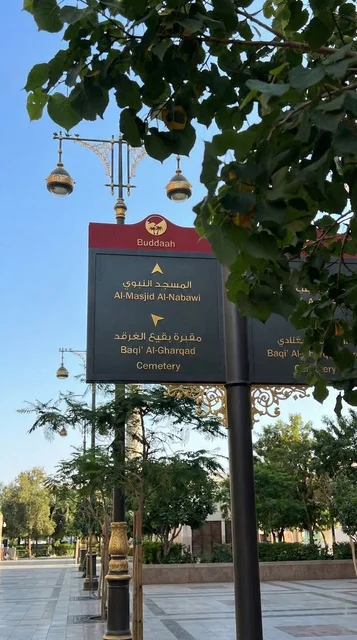 Buddaah
المسجد النبوي
Al-Masjid Al-Nabawi
مقبرة بقيع الغرقد
Baqi' Al-Gharqad
Cemetery